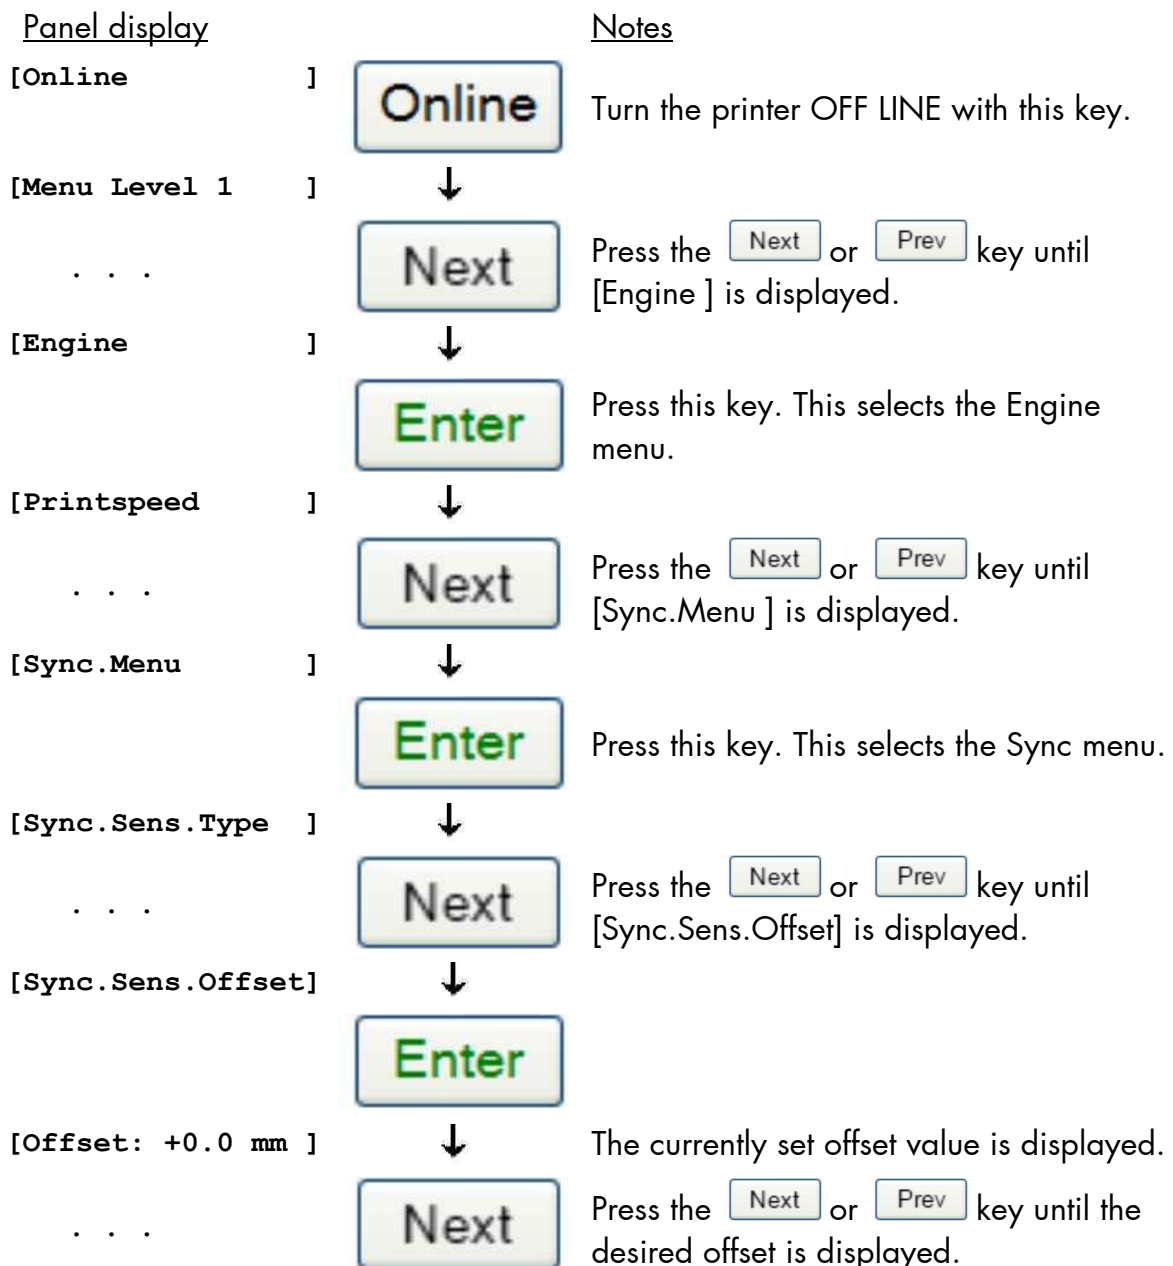 Panel display Notes
[Online ] Online Turn the printer OFF LINE with this key.
[Menu Level 1 ] ↓
. . . Next Press the Next or Prev key until
[Engine ] is displayed.
[Engine ] ↓
Enter Press this key. This selects the Engine
menu.
[Printspeed ] ↓
. . . Next Press the Next or Prev key until
[Sync.Menu ] is displayed.
[Sync.Menu ] ↓
Enter Press this key. This selects the Sync menu.
[Sync.Sens.Type ] ↓
. . . Next Press the Next or Prev key until
[Sync.Sens.Offset] is displayed.
[Sync.Sens.Offset] ↓
Enter
[Offset: +0.0 mm ] ↓ The currently set offset value is displayed.
. . . Next Press the Next or Prev key until the
desired offset is displayed.